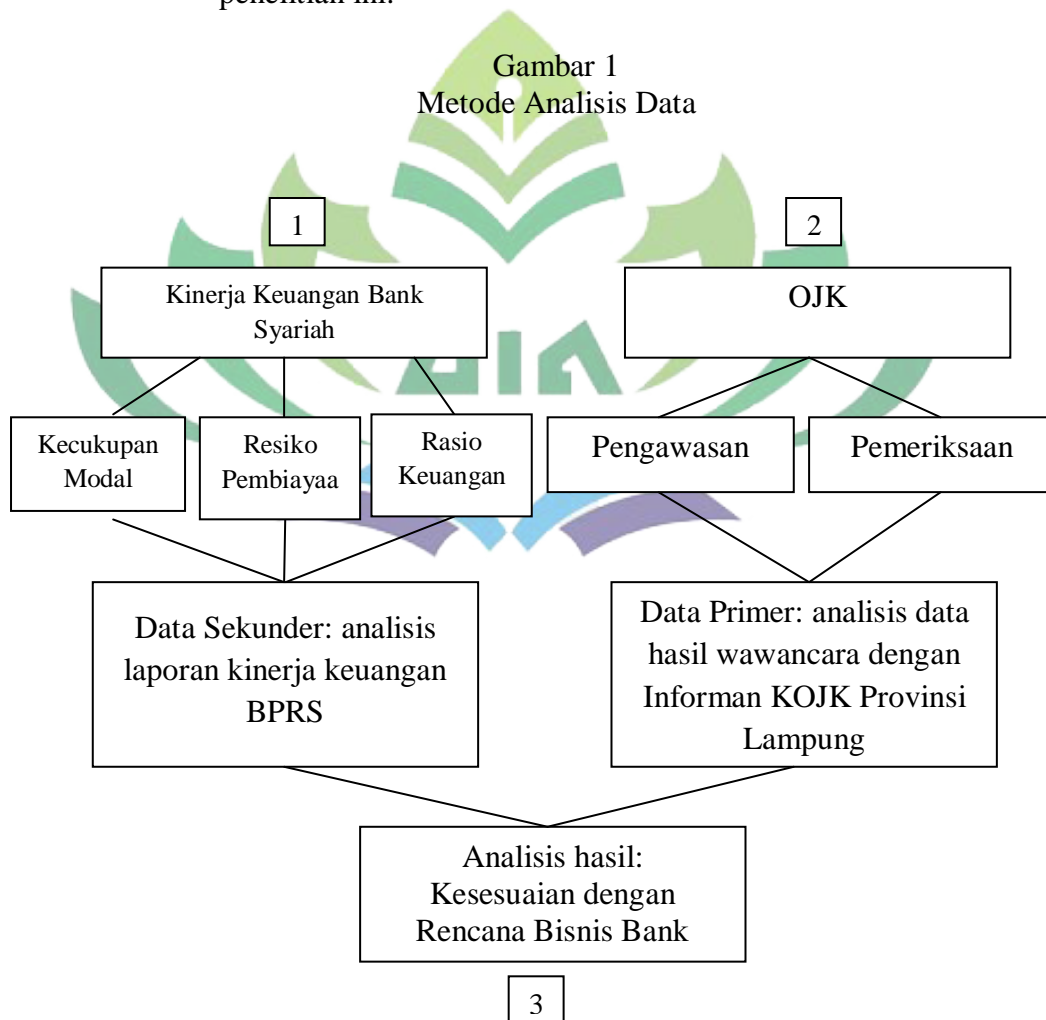 penelitian ini.
Gambar 1
Metode Analisis Data
1
2
Kinerja Keuangan Bank
Syariah
OJK
Kecukupan
Modal
Resiko
Pembiayaa
Rasio
Keuangan
Pengawasan
Pemeriksaan
Data Sekunder: analisis
laporan kinerja keuangan
BPRS
Data Primer: analisis data
hasil wawancara dengan
Informan KOJK Provinsi
Lampung
Analisis hasil:
Kesesuaian dengan
Rencana Bisnis Bank
3